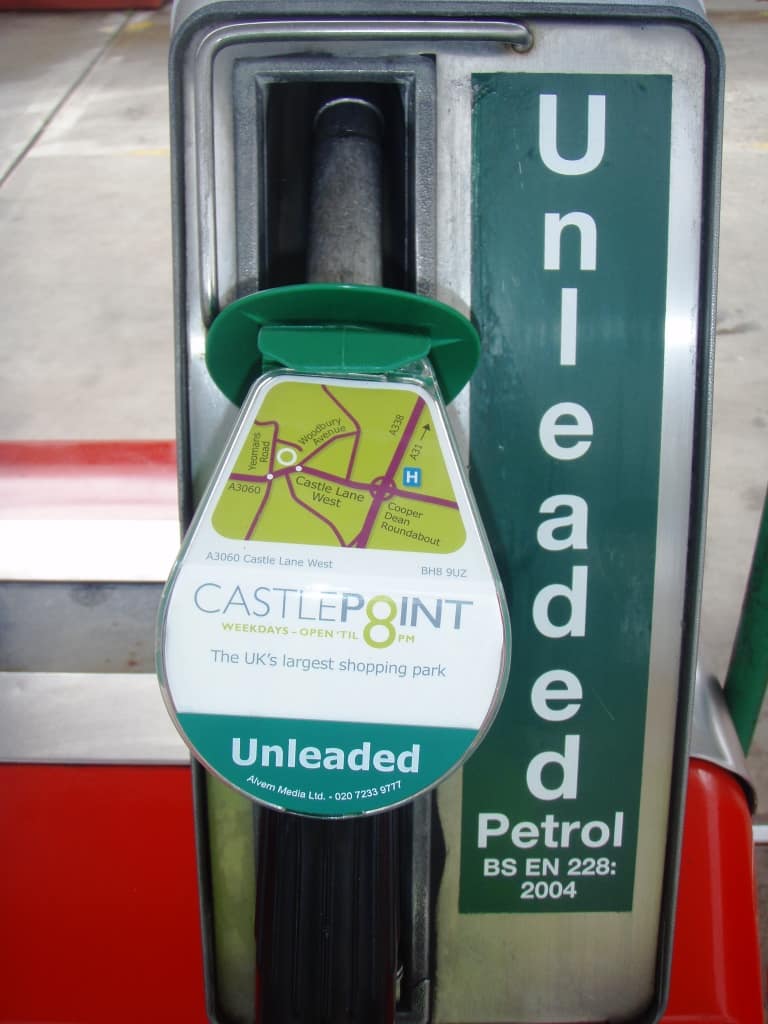 Unleaded
Petrol
BS EN 228:
2004
Yeomans
Road
Woodbury
Avenue
A338
A31
H
A3060
Castle Lane
West
Cooper
Dean
Roundabout
A3060 Castle Lane West BH8 9UZ
CASTLEPOINT
WEEKDAYS - OPEN 'TIL 8 PM
The UK's largest shopping park
Unleaded
Alvern Media Ltd. - 020 7233 9777